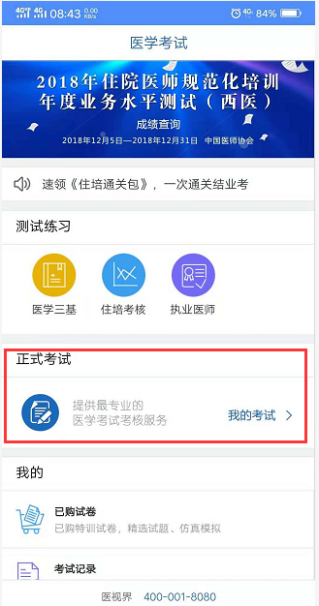 08:43 0.00 KB/s
4G 84%
医学考试
2018年住院医师规范化培训
年度业务水平测试（西医）
成绩查询
2018年12月5日—2018年12月31日 中国医师协会
速领《住培通关包》，一次通关结业考
测试练习
医学三基 住培考核 执业医师
正式考试
提供最专业的
医学考试考核服务
我的考试
我的
已购试卷
已购特训试卷，精选试题、仿真模拟
考试记录
医视界 400-001-8080